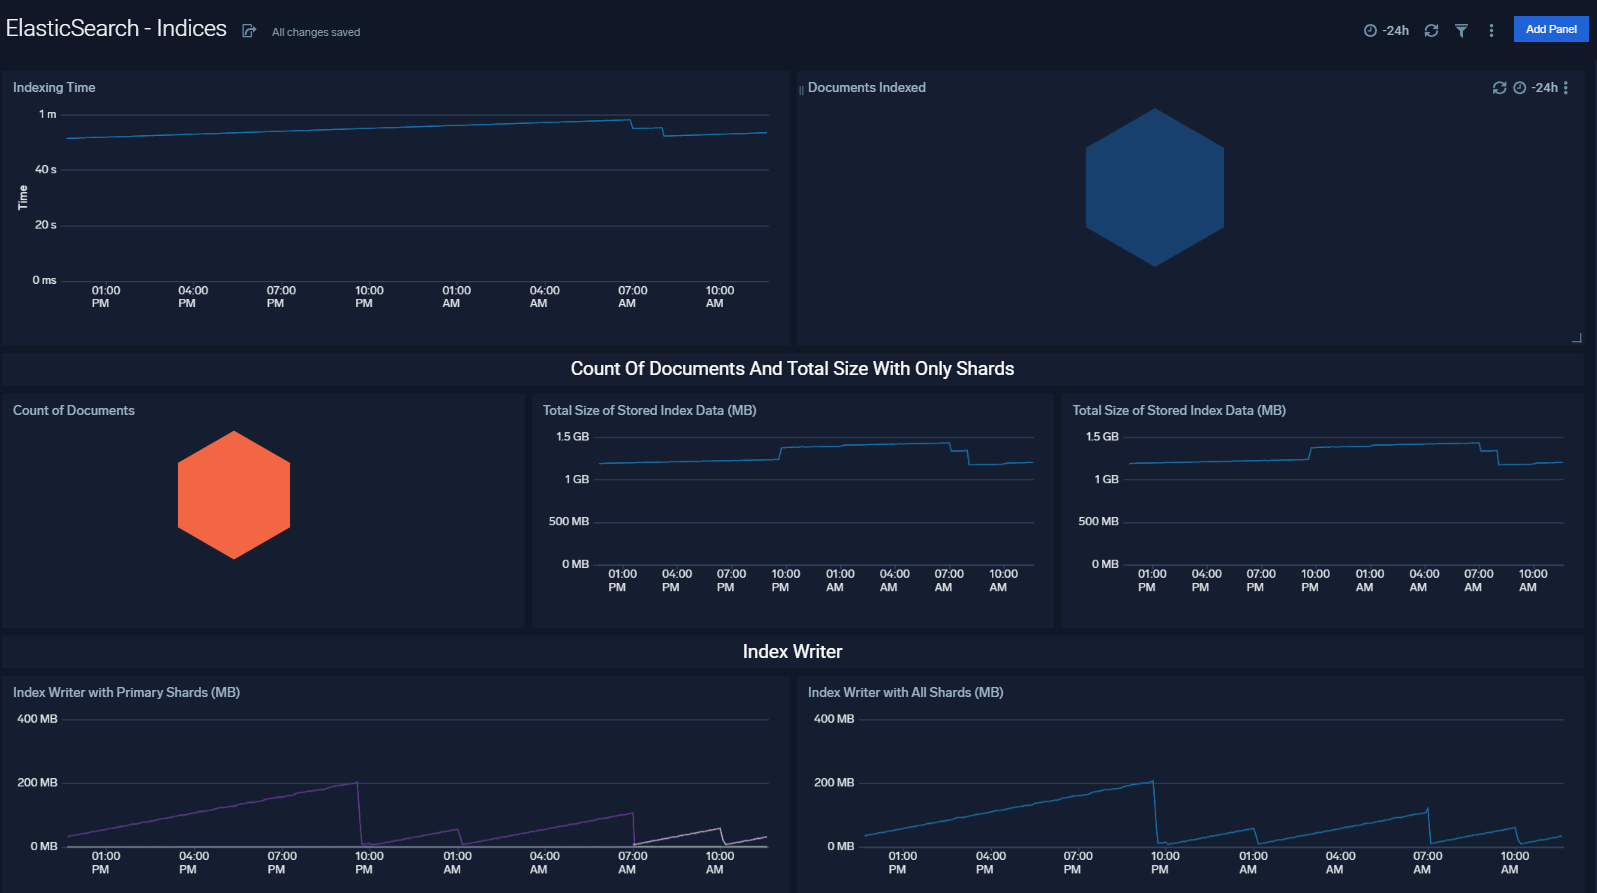 ElasticSearch - Indices
All changes saved
-24h
Add Panel
Indexing Time
1 m
40 s
20 s
0 ms
Time
01:00 PM
04:00 PM
07:00 PM
10:00 PM
01:00 AM
04:00 AM
07:00 AM
10:00 AM
Documents Indexed
-24h
Count Of Documents And Total Size With Only Shards
Count of Documents
Total Size of Stored Index Data (MB)
1.5 GB
1 GB
500 MB
0 MB
01:00 PM
04:00 PM
07:00 PM
10:00 PM
01:00 AM
04:00 AM
07:00 AM
10:00 AM
Total Size of Stored Index Data (MB)
1.5 GB
1 GB
500 MB
0 MB
01:00 PM
04:00 PM
07:00 PM
10:00 PM
01:00 AM
04:00 AM
07:00 AM
10:00 AM
Index Writer
Index Writer with Primary Shards (MB)
400 MB
200 MB
0 MB
01:00 PM
04:00 PM
07:00 PM
10:00 PM
01:00 AM
04:00 AM
07:00 AM
10:00 AM
Index Writer with All Shards (MB)
400 MB
200 MB
0 MB
01:00 PM
04:00 PM
07:00 PM
10:00 PM
01:00 AM
04:00 AM
07:00 AM
10:00 AM